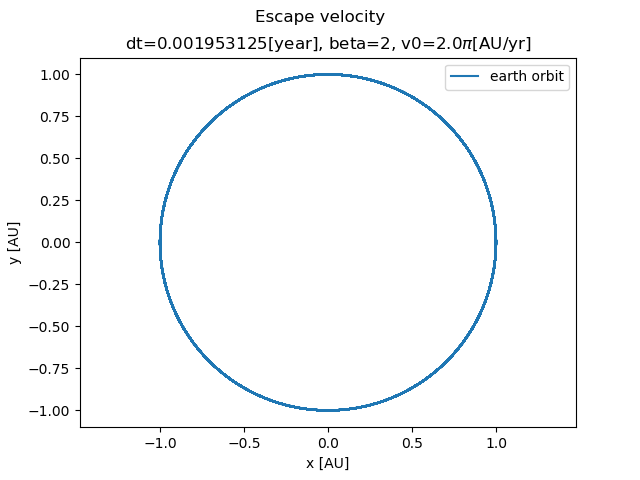 Escape velocity
dt=0.001953125[year], beta=2, v0=2.0π[AU/yr]
earth orbit
1.00
0.75
0.50
0.25
0.00
−0.25
−0.50
−0.75
−1.00
y [AU]
−1.0
−0.5
0.0
0.5
1.0
x [AU]